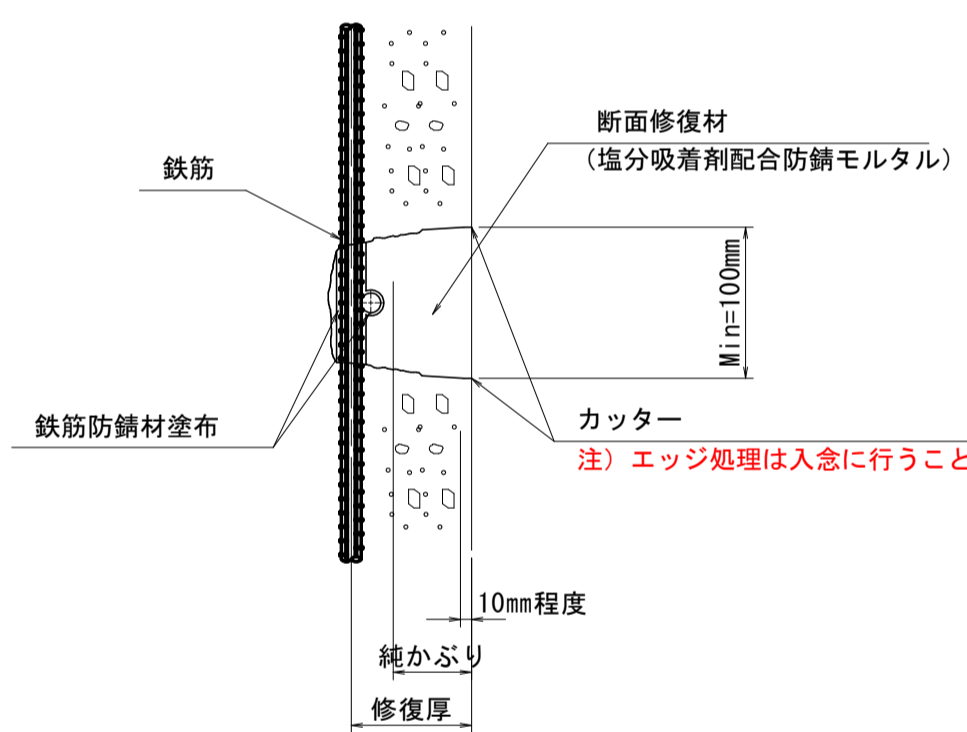 断面修復材
（塩分吸着剤配合防錆モルタル）
鉄筋
Min=100mm
鉄筋防錆材塗布
カッター
注）エッジ処理は入念に行うこと
10mm程度
純かぶり
修復厚